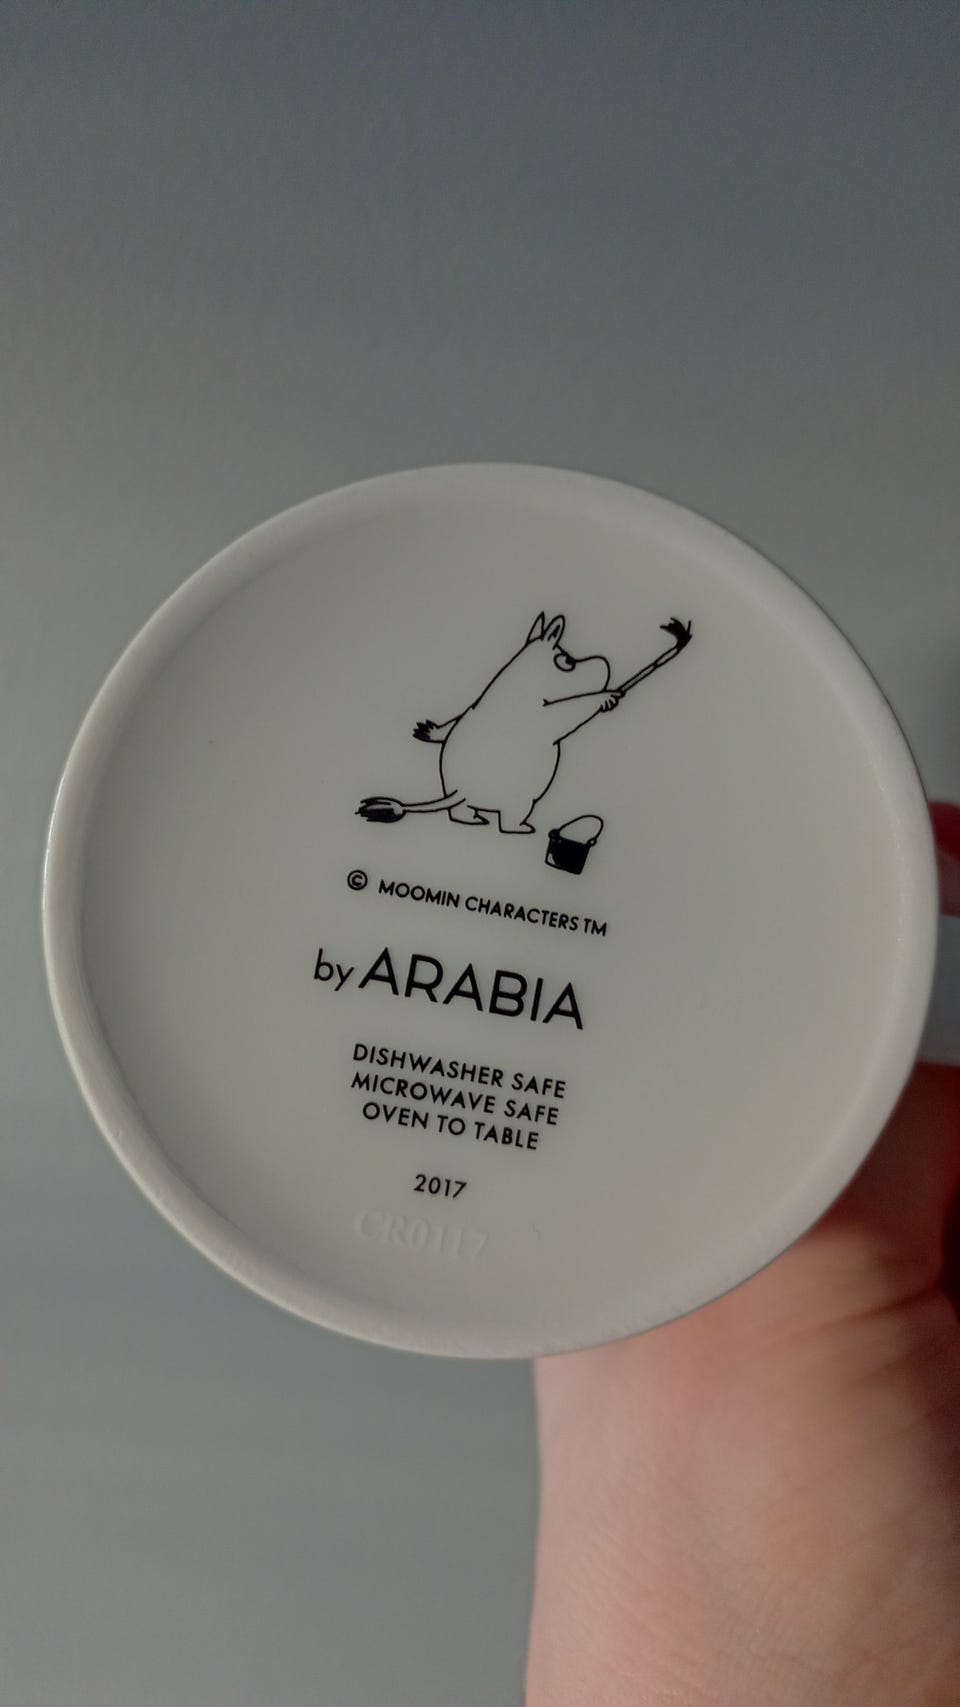 © MOOMIN CHARACTERS TM
by ARABIA
DISHWASHER SAFE
MICROWAVE SAFE
OVEN TO TABLE
2017
CR0117